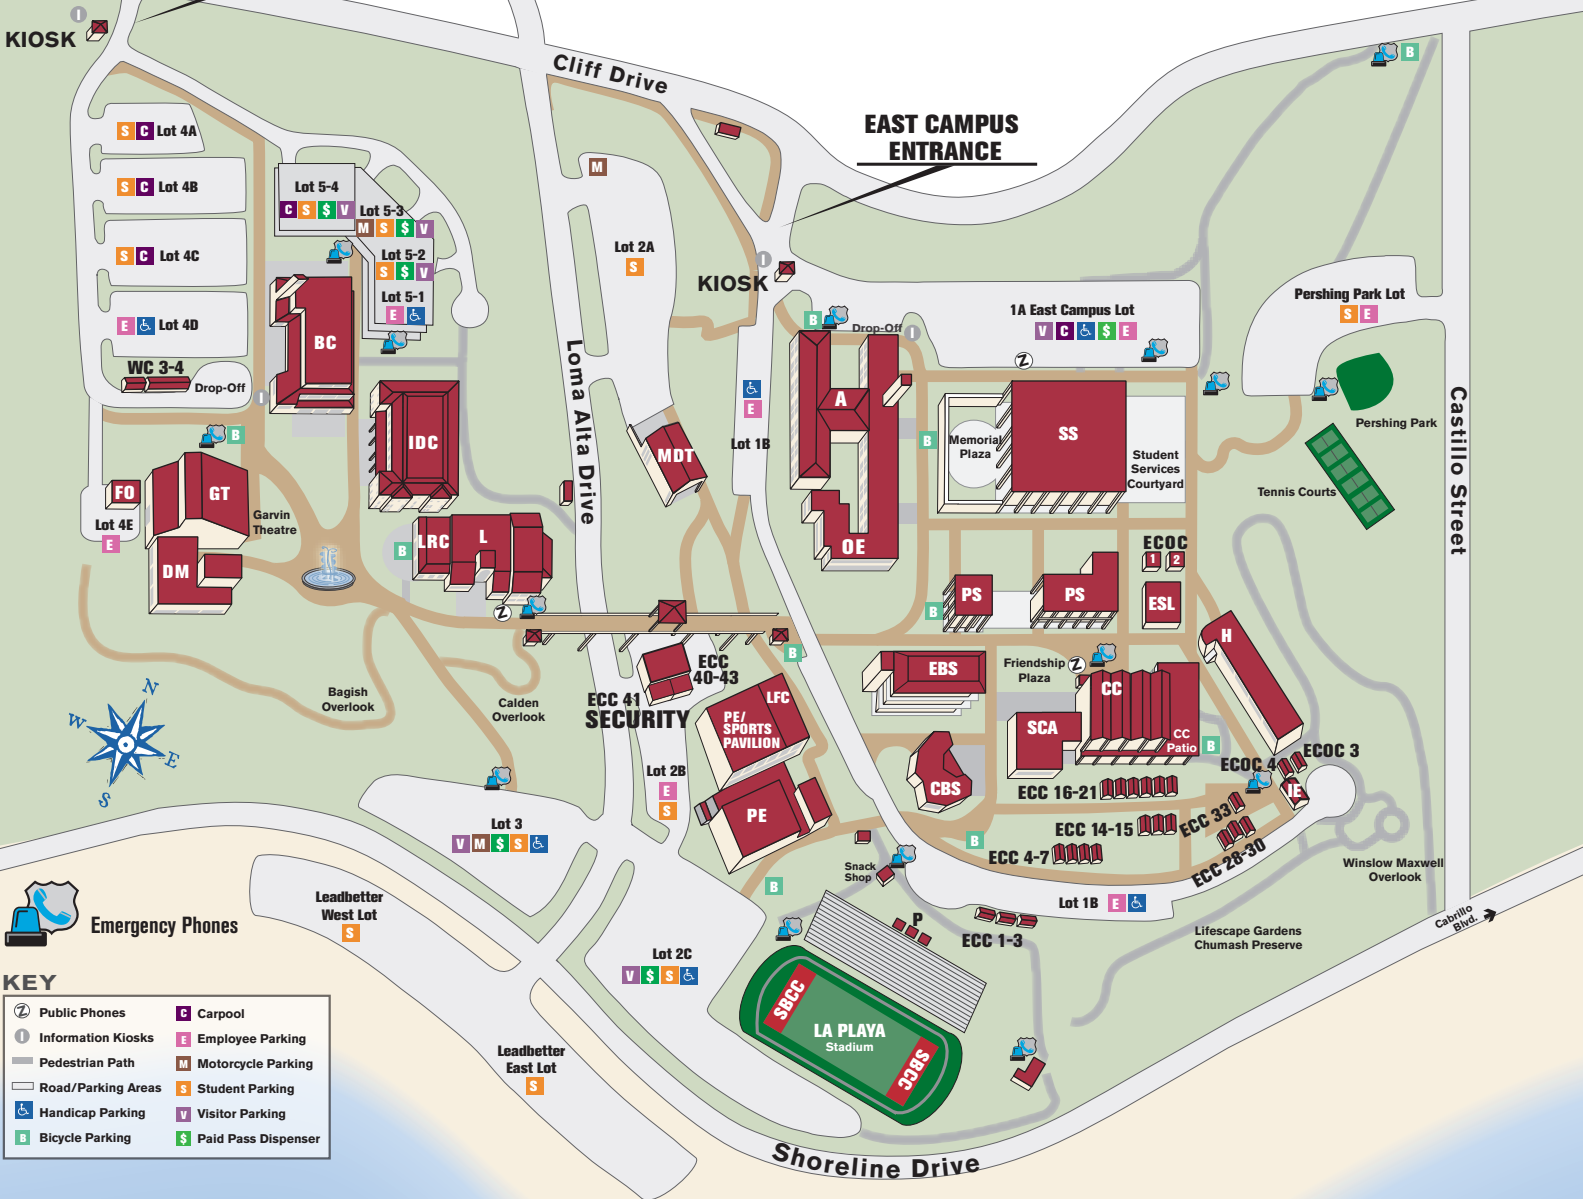 I
KIOSK
Cliff Drive
EAST CAMPUS
ENTRANCE
B
S C Lot 4A
M
S C Lot 4B
Lot 5-4
C S $ V
Lot 5-3
M S $ V
S C Lot 4C
Lot 5-2
S $ V
Lot 5-1
E
Lot 2A
S
I
KIOSK
E Lot 4D
BC
WC 3-4
Drop-Off
I
B
B
Drop-Off
I
1A East Campus Lot
V C $ E
Z
Pershing Park Lot
S E
Pershing Park
Tennis Courts
Castillo Street
Loma Alta Drive
E
Lot 1B
A
B
Memorial
Plaza
SS
Student
Services
Courtyard
IDC
MDT
OE
FO
GT
Lot 4E
E
Garvin
Theatre
DM
B
LRC
L
Z
ECOC
1
2
PS
PS
ESL
B
H
B
EBS
Friendship
Plaza
Z
CC
SCA
CC
Patio
B
CBS
Bagish
Overlook
Calden
Overlook
ECC
40-43
ECC 41
SECURITY
LFC
PE/
SPORTS
PAVILION
PE
Lot 2B
E
S
N
W
E
S
Lot 3
V M $ S
ECOC 3
ECOC 4
IE
ECC 16-21
ECC 33
ECC 14-15
ECC 4-7
ECC 28-30
B
Snack
Shop
B
Winslow Maxwell
Overlook
Lot 1B E
P
ECC 1-3
Lifescape Gardens
Chumash Preserve
Cabrillo
Blvd.
Leadbetter
West Lot
S
Lot 2C
V $ S
SBCC
LA PLAYA
Stadium
SBCC
Leadbetter
East Lot
S
Shoreline Drive
Emergency Phones
KEY
Z Public Phones
I Information Kiosks
Pedestrian Path
Road/Parking Areas
Handicap Parking
B Bicycle Parking
C Carpool
E Employee Parking
M Motorcycle Parking
S Student Parking
V Visitor Parking
$ Paid Pass Dispenser